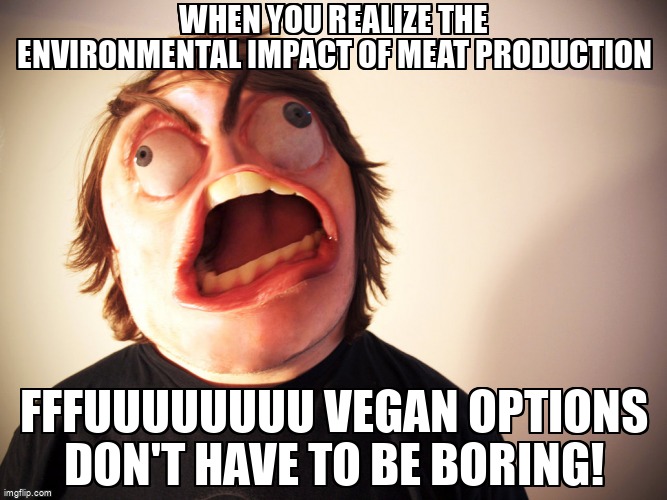 WHEN YOU REALIZE THE
ENVIRONMENTAL IMPACT OF MEAT PRODUCTION
FFFUUUUUUUU VEGAN OPTIONS
DON'T HAVE TO BE BORING!
imgflip.com